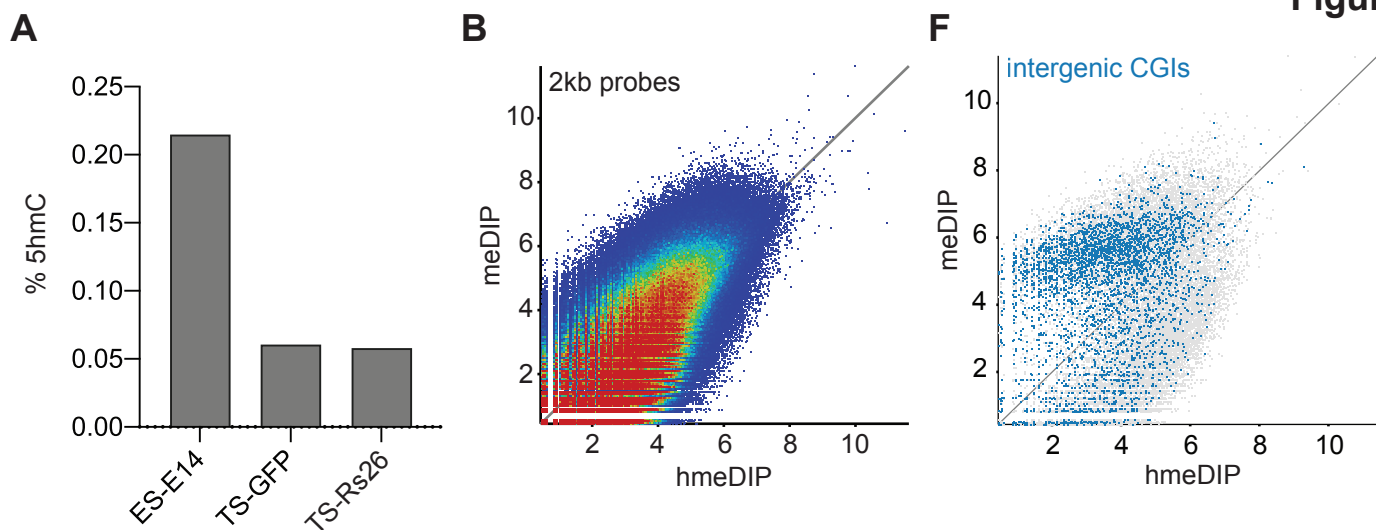 A
% 5hmC
0.25
0.20
0.15
0.10
0.05
0.00
ES-E14
TS-GFP
TS-Rs26
B
2kb probes
meDIP
10
8
6
4
2
2 4 6 8 10
hmeDIP
F
intergenic CGIs
meDIP
10
8
6
4
2
2 4 6 8 10
hmeDIP